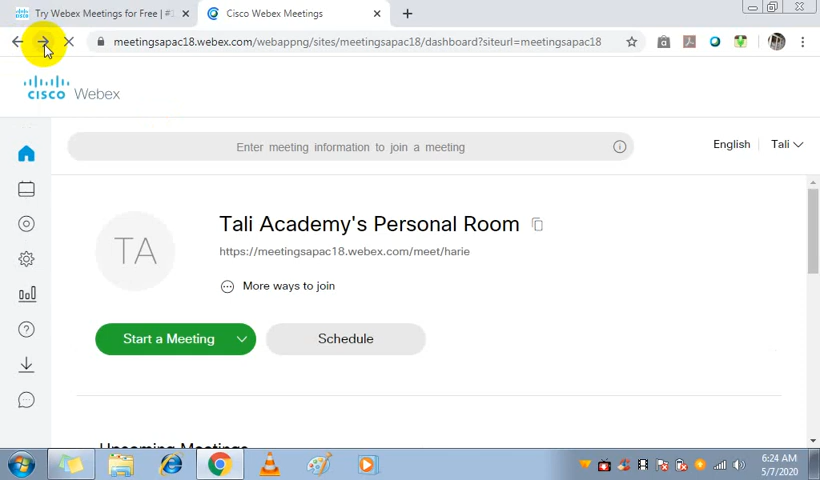 Try Webex Meetings for Free | #
Cisco Webex Meetings
meetingsapac18.webex.com/webappng/sites/meetingsapac18/dashboard?siteurl=meetingsapac18
CISCO Webex
Enter meeting information to join a meeting
English
Tali
TA
Tali Academy's Personal Room
https://meetingsapac18.webex.com/meet/harie
More ways to join
Start a Meeting
Schedule
Upcoming Meetings
6:24 AM
5/7/2020